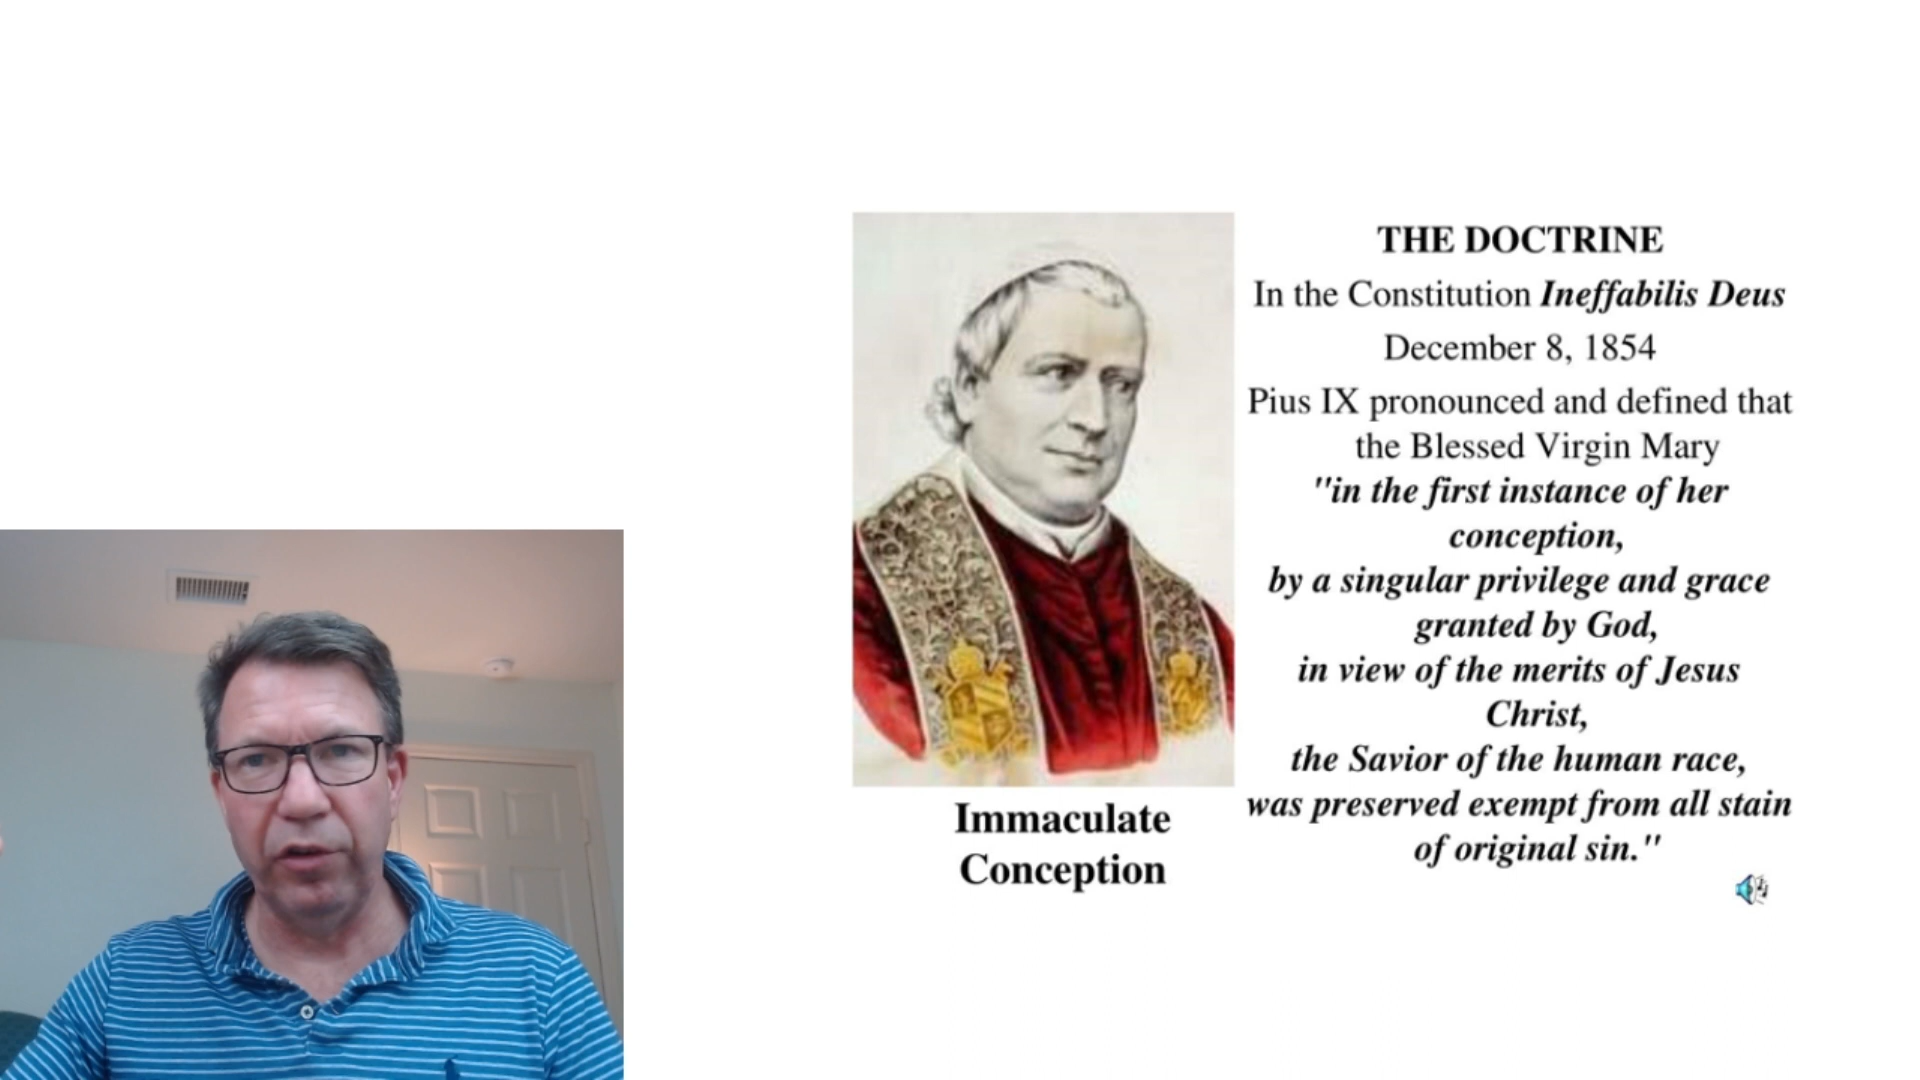 THE DOCTRINE
In the Constitution Ineffabilis Deus
December 8, 1854
Pius IX pronounced and defined that
the Blessed Virgin Mary
"in the first instance of her
conception,
by a singular privilege and grace
granted by God,
in view of the merits of Jesus
Christ,
the Savior of the human race,
was preserved exempt from all stain
of original sin."
Immaculate
Conception